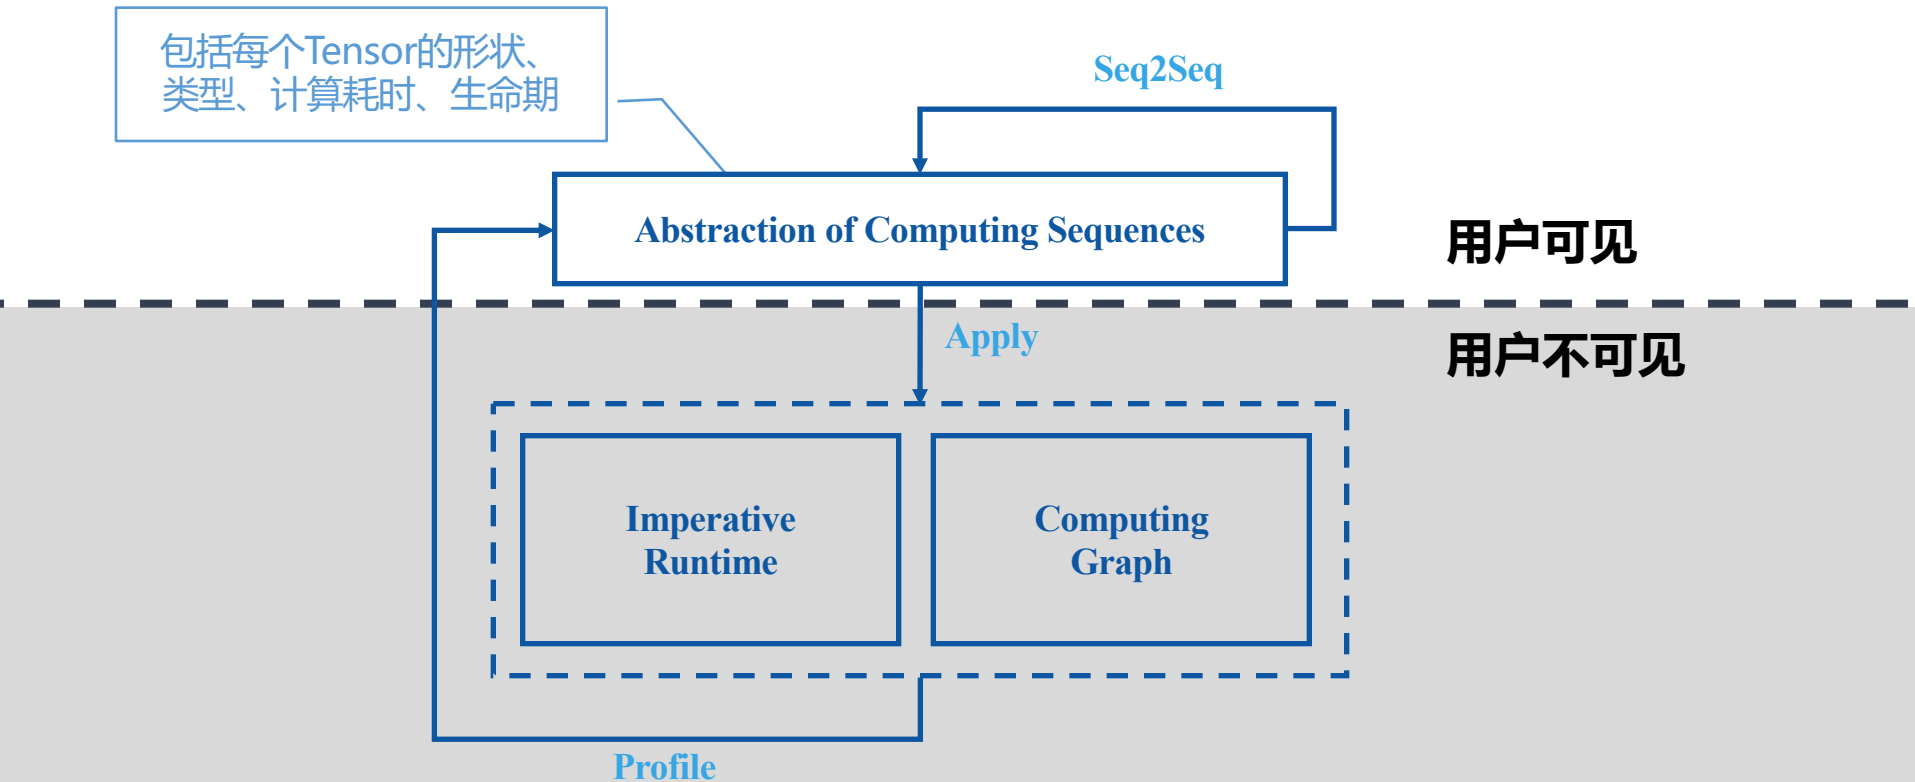 包括每个Tensor的形状、
类型、计算耗时、生命期
Seq2Seq
Abstraction of Computing Sequences
用户可见
Apply
用户不可见
Imperative
Runtime
Computing
Graph
Profile